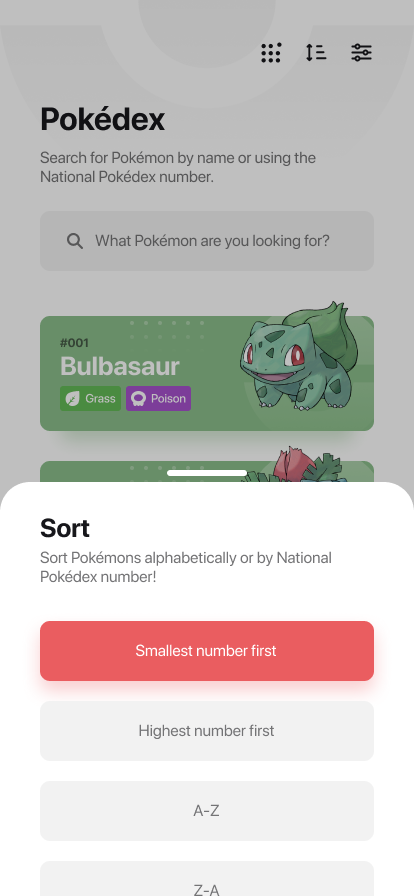 Pokédex
Search for Pokémon by name or using the
National Pokédex number.
What Pokémon are you looking for?
#001
Bulbasaur
Grass
Poison
Sort
Sort Pokémons alphabetically or by National
Pokédex number!
Smallest number first
Highest number first
A-Z
Z-A